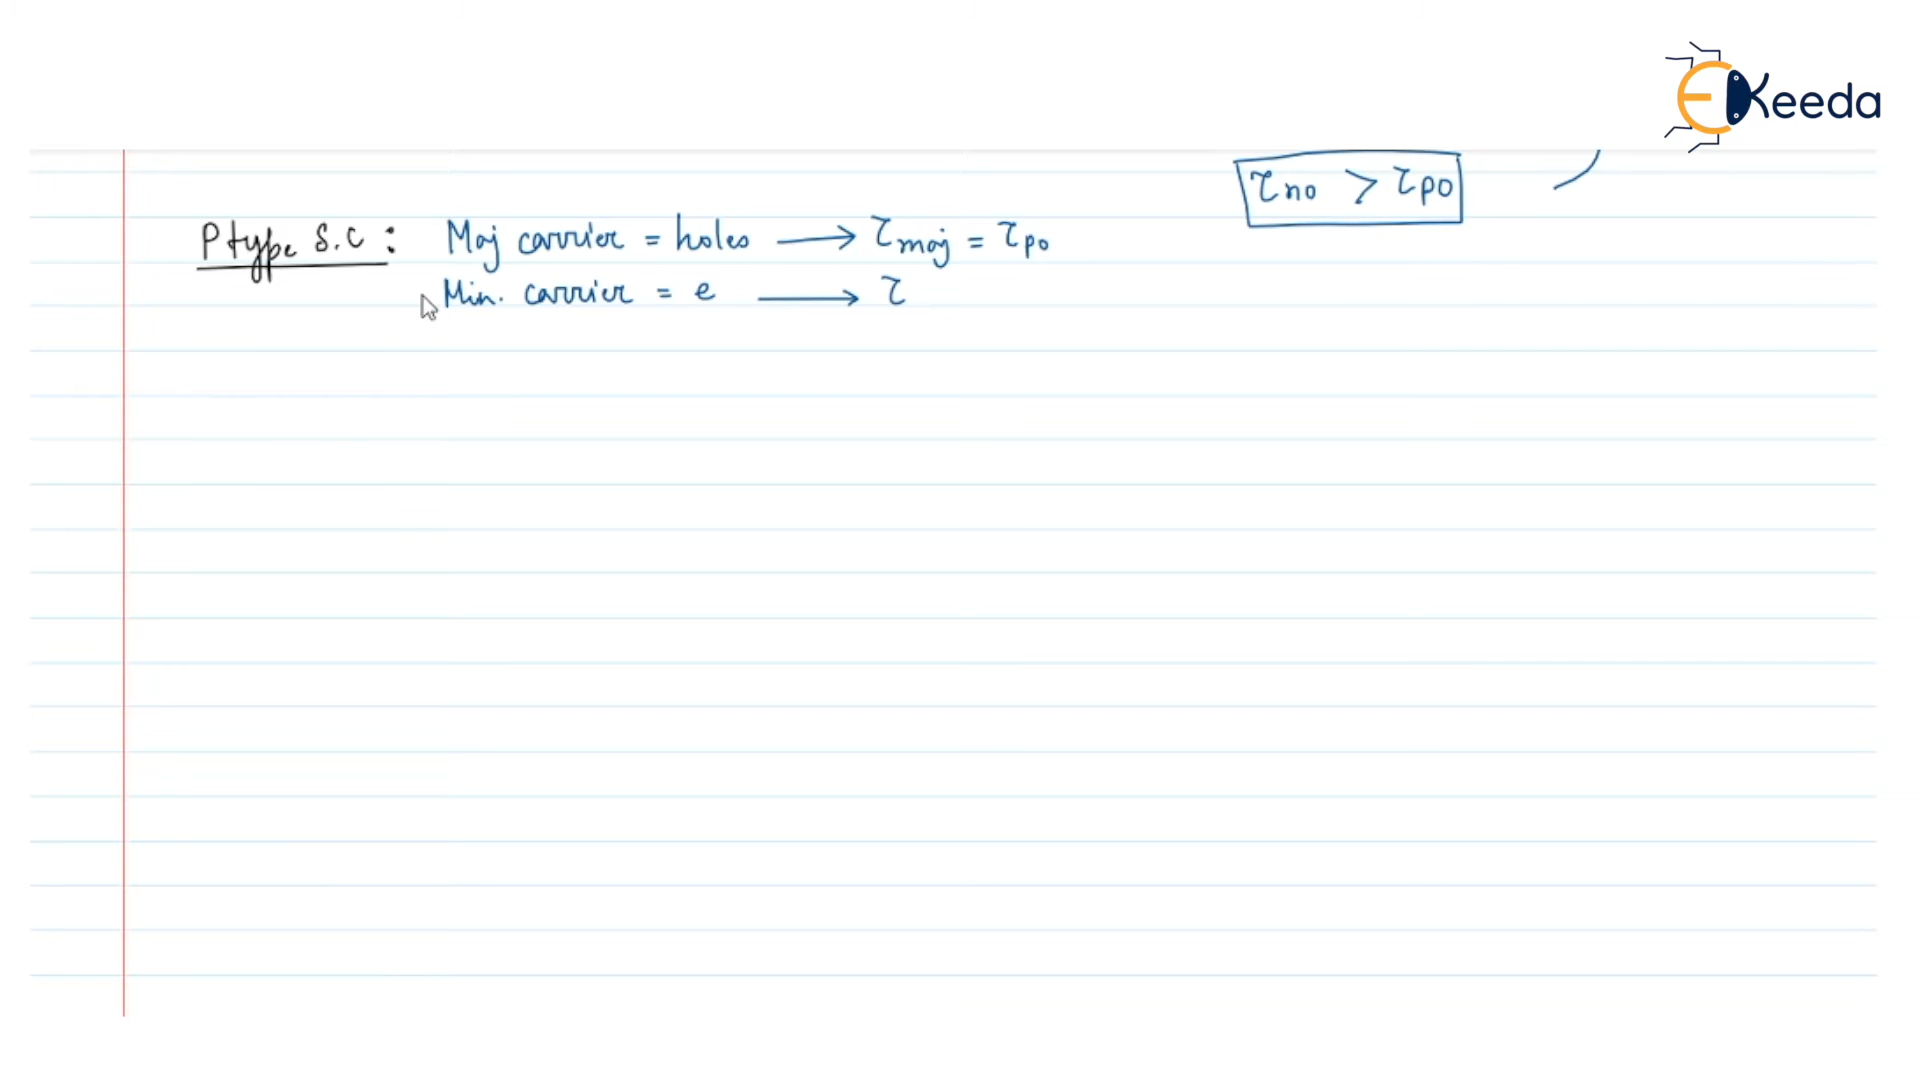 EKeeda
τno > τpo
P type S.C : Maj carrier = holes → τmaj = τpo
Min. carrier = e → τ